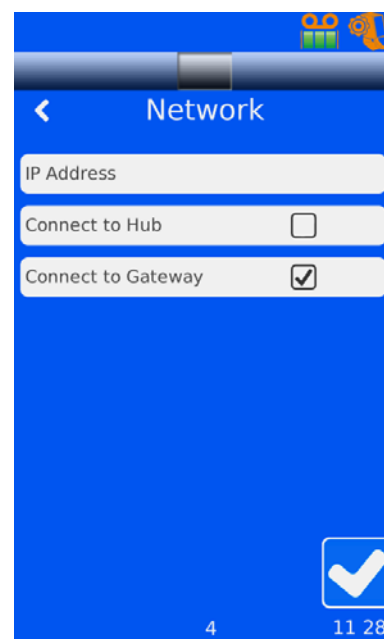 Network
IP Address
Connect to Hub
Connect to Gateway
4 11 28